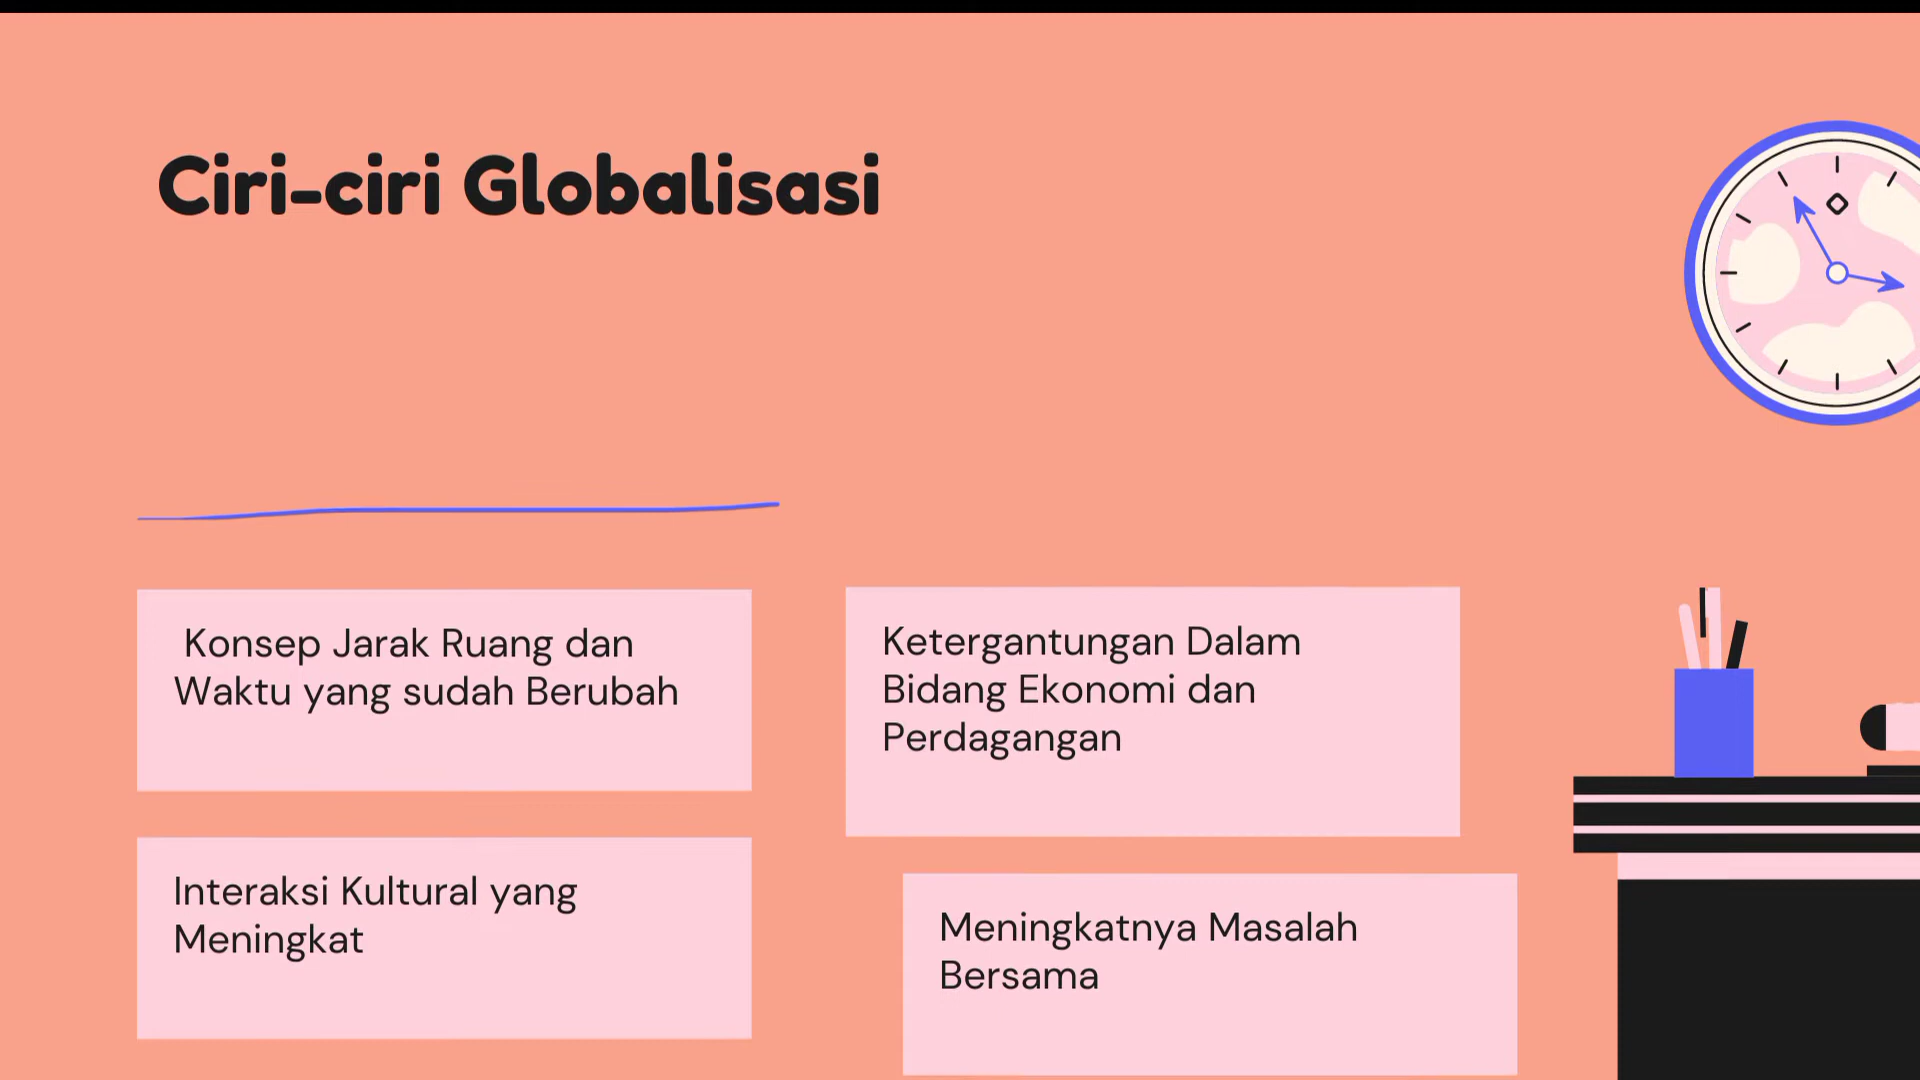 Ciri-ciri Globalisasi
Konsep Jarak Ruang dan
Waktu yang sudah Berubah
Ketergantungan Dalam
Bidang Ekonomi dan
Perdagangan
Interaksi Kultural yang
Meningkat
Meningkatnya Masalah
Bersama